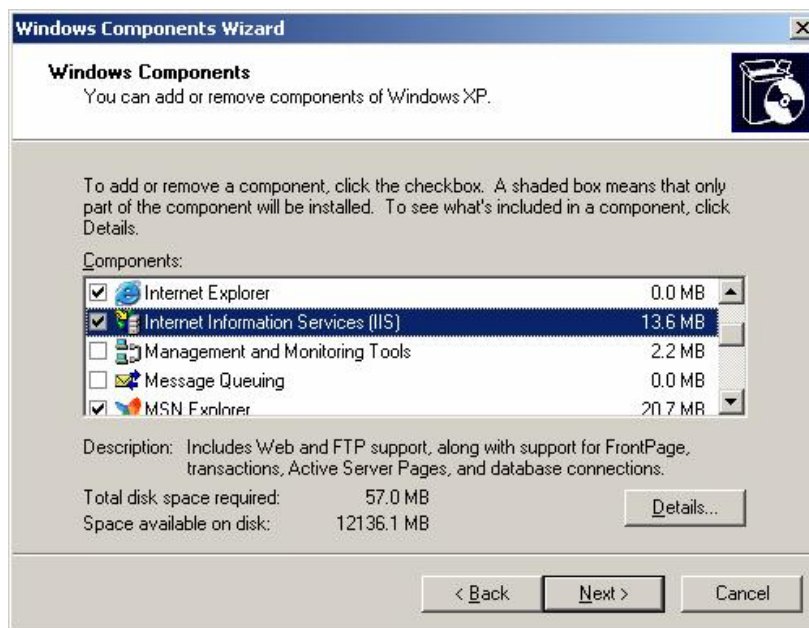 Windows Components Wizard
Windows Components
You can add or remove components of Windows XP.
To add or remove a component, click the checkbox. A shaded box means that only
part of the component will be installed. To see what's included in a component, click
Details.
Components:
Internet Explorer 0.0 MB
Internet Information Services (IIS) 13.6 MB
Management and Monitoring Tools 2.2 MB
Message Queuing 0.0 MB
MSN Explorer 20.7 MB
Description: Includes Web and FTP support, along with support for FrontPage,
transactions, Active Server Pages, and database connections.
Total disk space required: 57.0 MB
Space available on disk: 12136.1 MB
Details...
< Back Next > Cancel